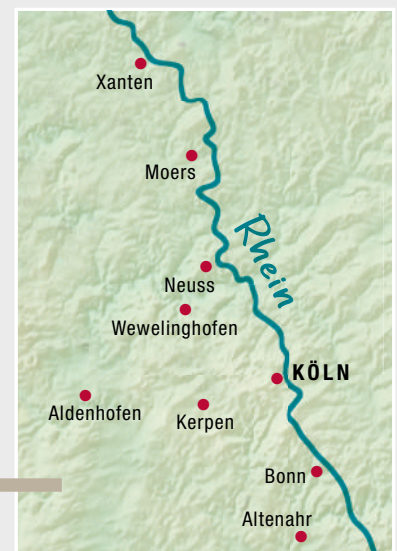 Xanten
Moers
Rhein
Neuss
Wewelinghofen
KÖLN
Aldenhofen
Kerpen
Bonn
Altenahr